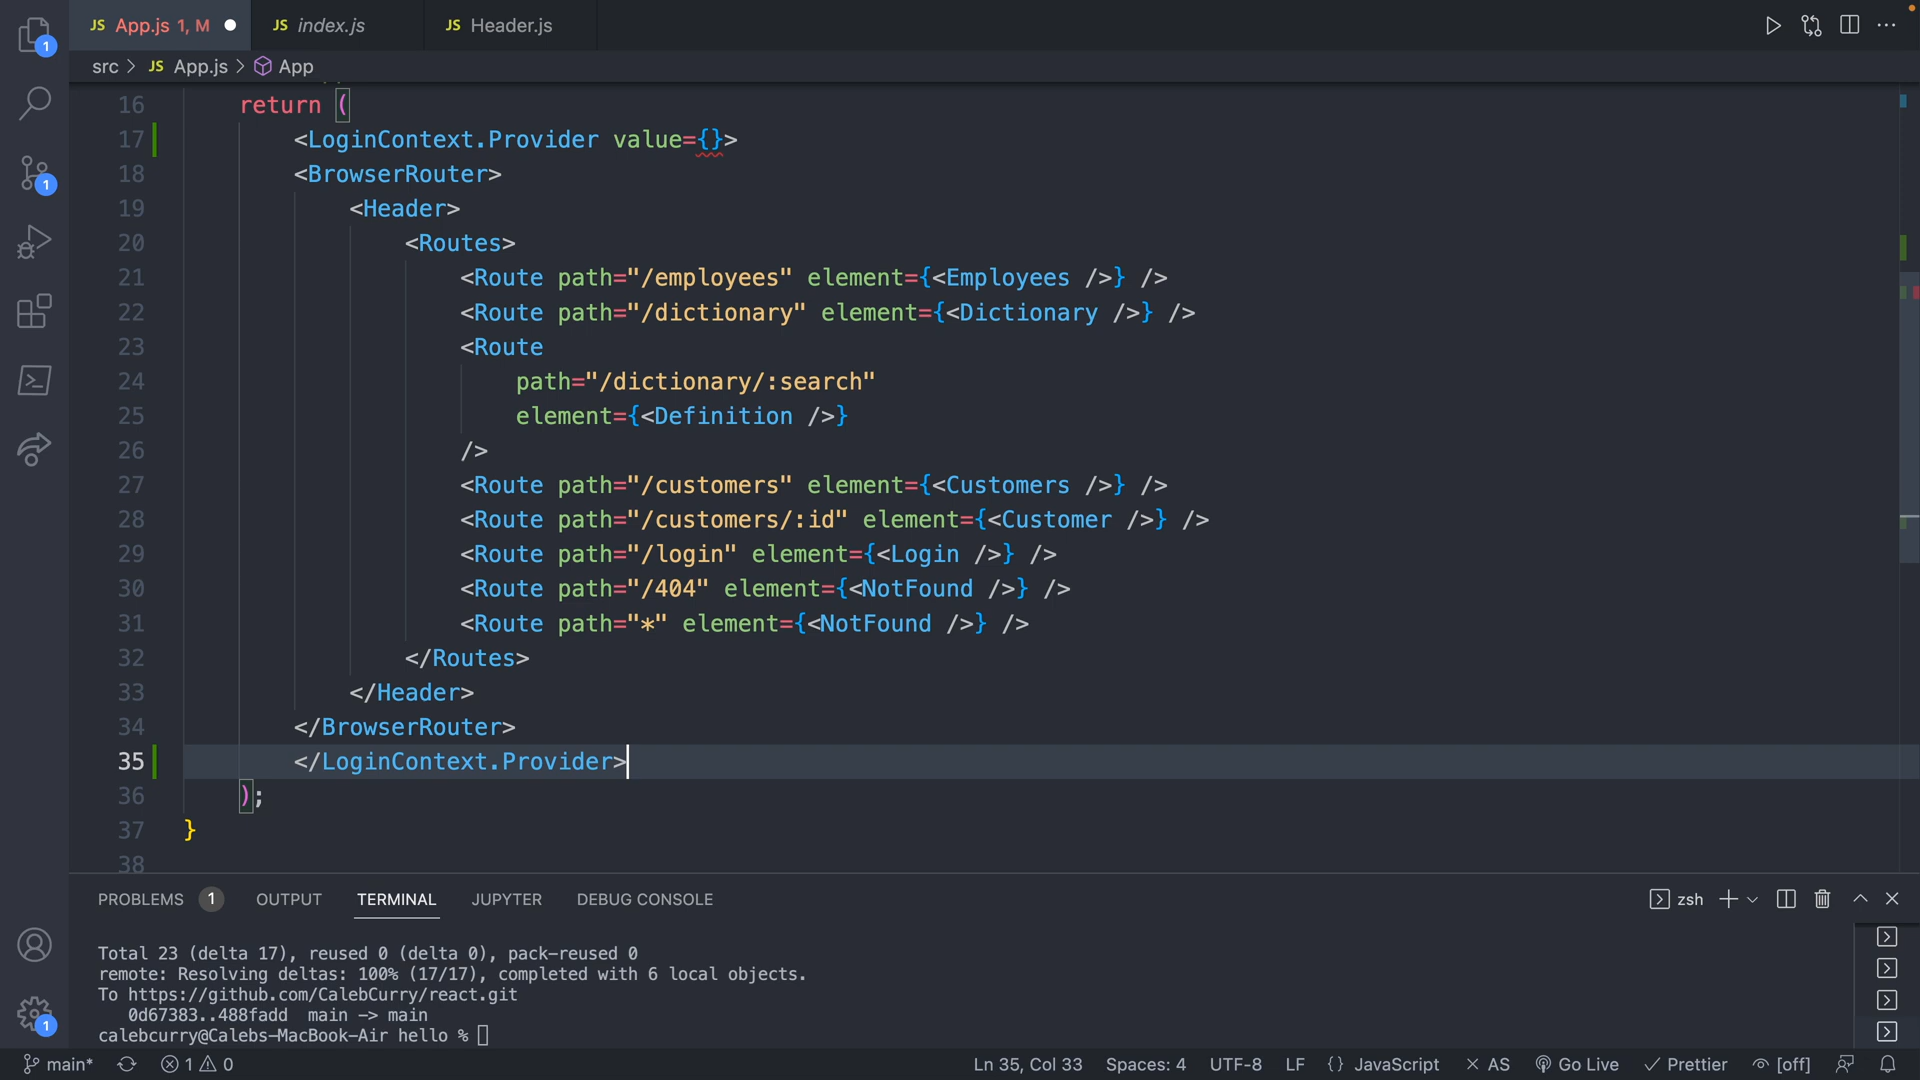 JS App.js 1, M
JS index.js
JS Header.js
src > JS App.js > App
16 return (
17 <LoginContext.Provider value={}>
18 <BrowserRouter>
19 <Header>
20 <Routes>
21 <Route path="/employees" element={<Employees />} />
22 <Route path="/dictionary" element={<Dictionary />} />
23 <Route
24 path="/dictionary/:search"
25 element={<Definition />}
26 />
27 <Route path="/customers" element={<Customers />} />
28 <Route path="/customers/:id" element={<Customer />} />
29 <Route path="/login" element={<Login />} />
30 <Route path="/404" element={<NotFound />} />
31 <Route path="*" element={<NotFound />} />
32 </Routes>
33 </Header>
34 </BrowserRouter>
35 </LoginContext.Provider>
36 );
37 }
38
1
1
1
PROBLEMS 1 OUTPUT TERMINAL JUPYTER DEBUG CONSOLE
zsh
Total 23 (delta 17), reused 0 (delta 0), pack-reused 0
remote: Resolving deltas: 100% (17/17), completed with 6 local objects.
To https://github.com/CalebCurry/react.git
0d67383..488fadd main -> main
calebcurry@Calebs-MacBook-Air hello %
main* 1 0 Ln 35, Col 33 Spaces: 4 UTF-8 LF {} JavaScript × AS Go Live ✓ Prettier [off]